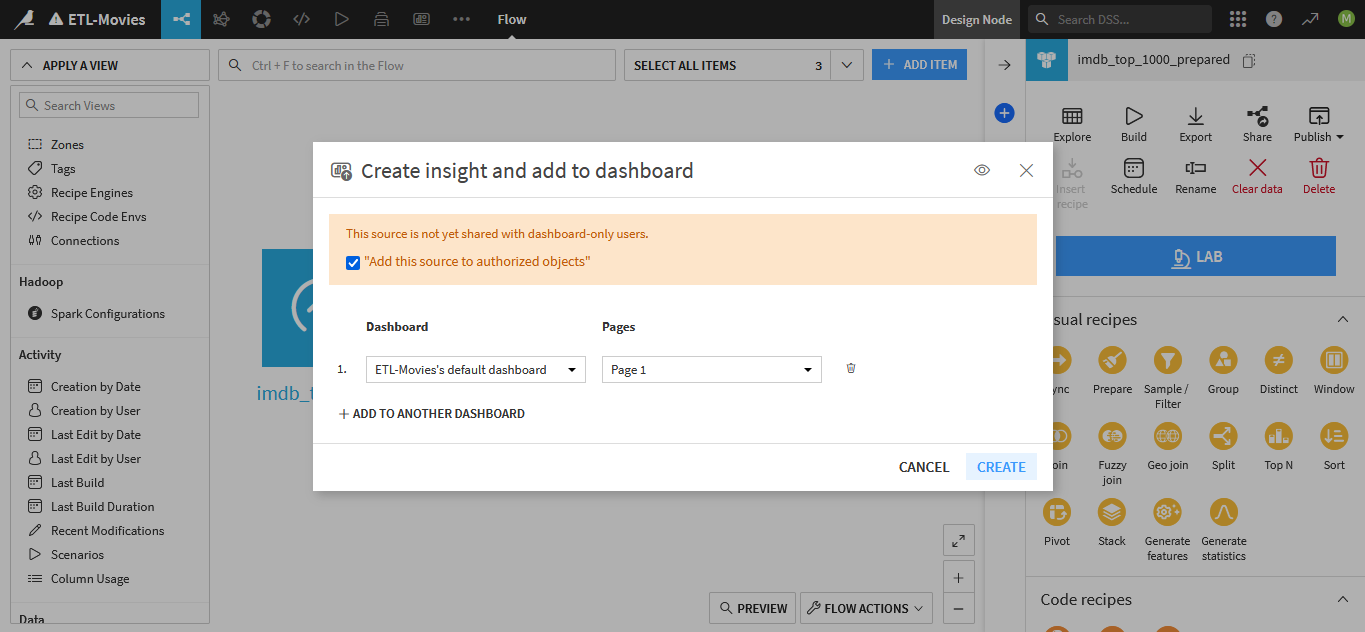 ETL-Movies
Flow
Design Node
Search DSS...
?
M
APPLY A VIEW
Ctrl + F to search in the Flow
SELECT ALL ITEMS 3
+ ADD ITEM
imdb_top_1000_prepared
Search Views
Zones
Tags
Recipe Engines
Recipe Code Envs
Connections
Hadoop
Spark Configurations
Activity
Creation by Date
Creation by User
Last Edit by Date
Last Edit by User
Last Build
Last Build Duration
Recent Modifications
Scenarios
Column Usage
Data
imdb_t
Create insight and add to dashboard
This source is not yet shared with dashboard-only users.
"Add this source to authorized objects"
Dashboard Pages
1. ETL-Movies's default dashboard Page 1
+ ADD TO ANOTHER DASHBOARD
CANCEL CREATE
PREVIEW
FLOW ACTIONS
Explore Build Export Share Publish
Insert recipe
Schedule Rename Clear data Delete
LAB
sual recipes
ync Prepare Sample / Filter Group Distinct Window
oin Fuzzy join Geo join Split Top N Sort
Pivot Stack Generate features Generate statistics
Code recipes